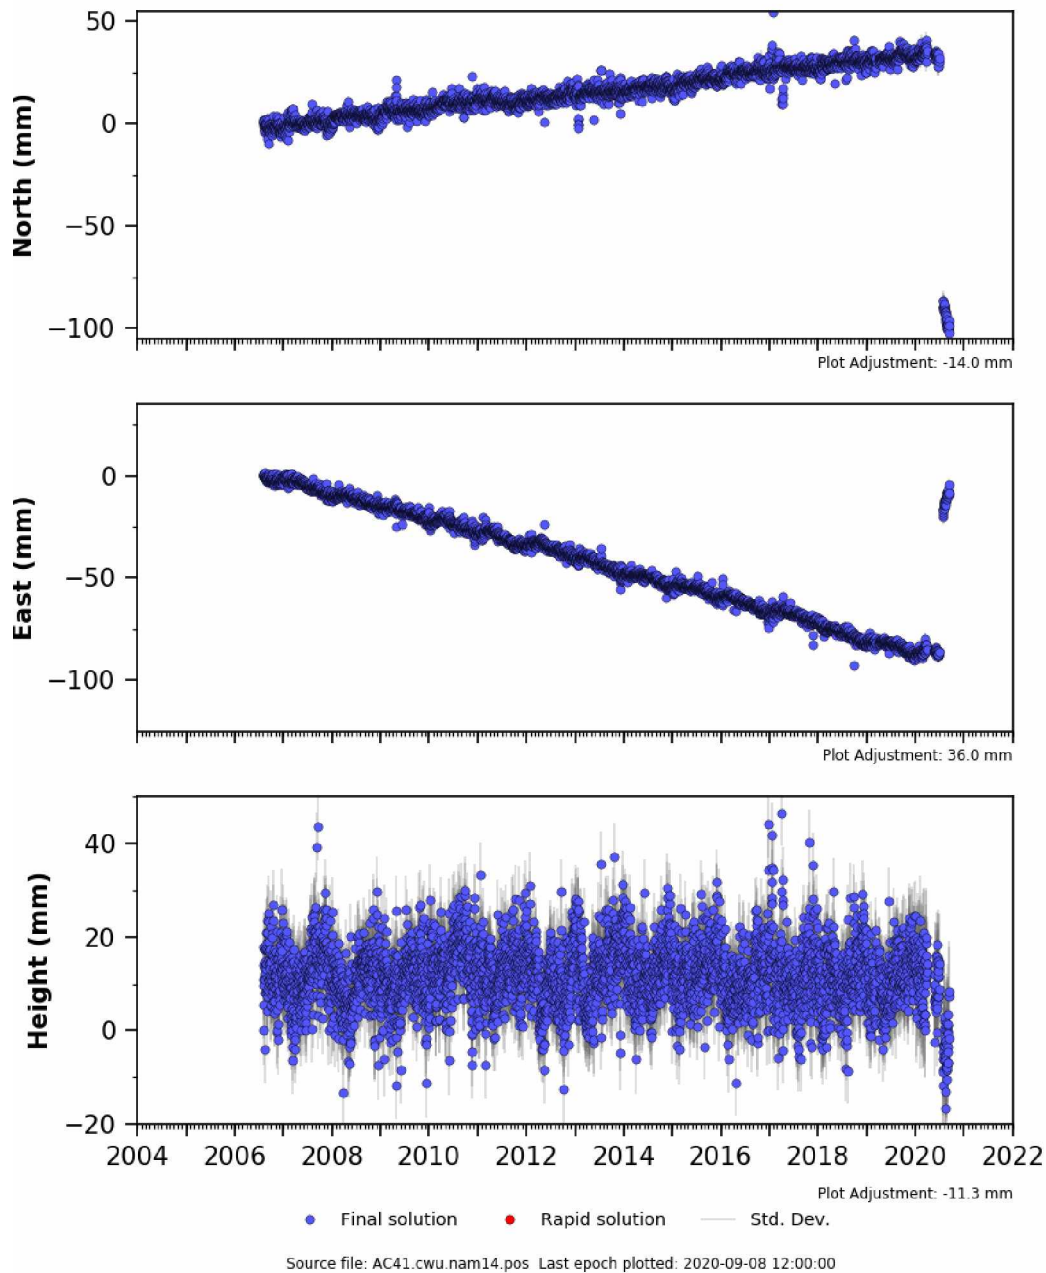 50
0
−50
−100
North (mm)
Plot Adjustment: -14.0 mm
0
−50
−100
East (mm)
Plot Adjustment: 36.0 mm
40
20
0
−20
Height (mm)
2004 2006 2008 2010 2012 2014 2016 2018 2020 2022
Plot Adjustment: -11.3 mm
Final solution Rapid solution Std. Dev.
Source file: AC41.cwu.nam14.pos Last epoch plotted: 2020-09-08 12:00:00